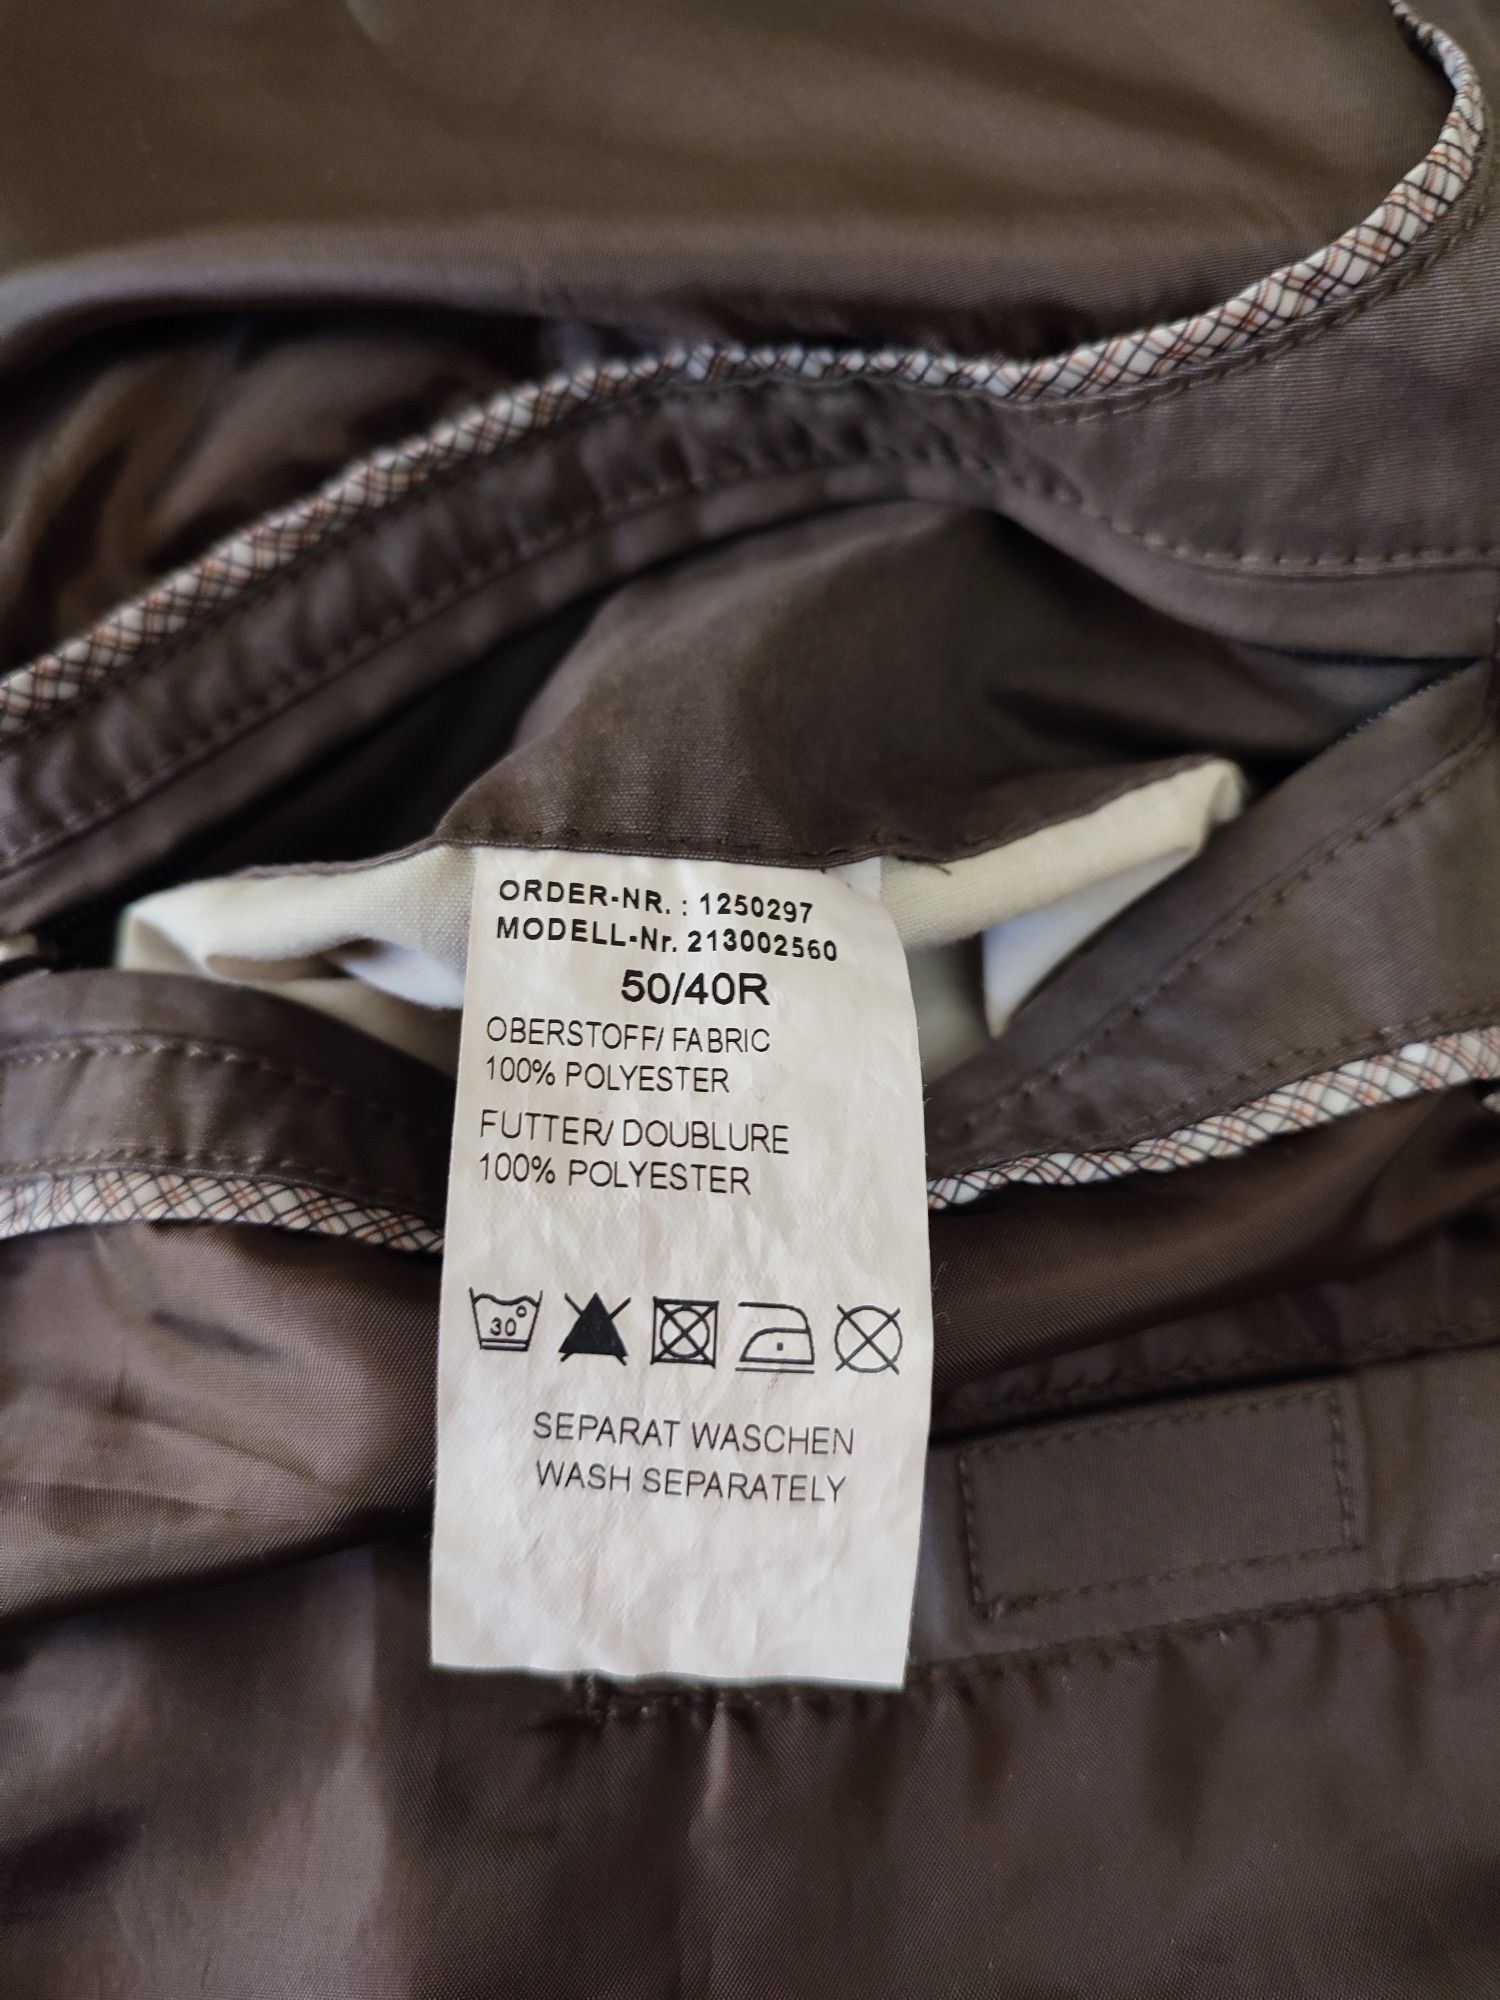 ORDER-NR. : 1250297
MODELL-Nr. 213002560
50/40R
OBERSTOFF/ FABRIC
100% POLYESTER
FUTTER/ DOUBLURE
100% POLYESTER
30°
SEPARAT WASCHEN
WASH SEPARATELY